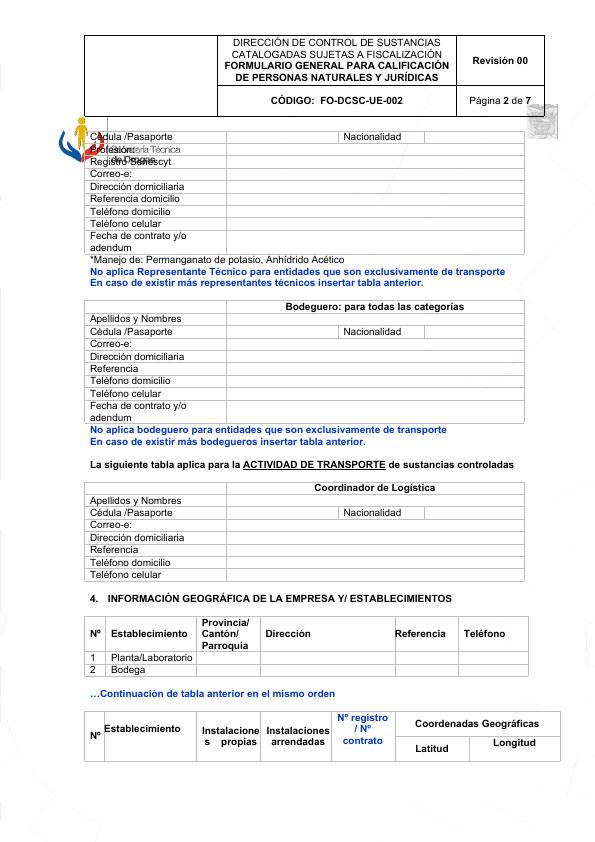 DIRECCIÓN DE CONTROL DE SUSTANCIAS
CATALOGADAS SUJETAS A FISCALIZACIÓN
FORMULARIO GENERAL PARA CALIFICACIÓN
DE PERSONAS NATURALES Y JURÍDICAS
Revisión 00
CÓDIGO: FO-DCSC-UE-002
Página 2 de 7
Cédula /Pasaporte Nacionalidad
Profesión:
Secretaría Técnica
de Drogas
Registro Senescyt
Correo-e:
Dirección domiciliaria
Referencia domicilio
Teléfono domicilio
Teléfono celular
Fecha de contrato y/o
adendum
*Manejo de: Permanganato de potasio, Anhídrido Acético
No aplica Representante Técnico para entidades que son exclusivamente de transporte
En caso de existir más representantes técnicos insertar tabla anterior.
Bodeguero: para todas las categorías
Apellidos y Nombres
Cédula /Pasaporte Nacionalidad
Correo-e:
Dirección domiciliaria
Referencia
Teléfono domicilio
Teléfono celular
Fecha de contrato y/o
adendum
No aplica bodeguero para entidades que son exclusivamente de transporte
En caso de existir más bodegueros insertar tabla anterior.
La siguiente tabla aplica para la ACTIVIDAD DE TRANSPORTE de sustancias controladas
Coordinador de Logística
Apellidos y Nombres
Cédula /Pasaporte Nacionalidad
Correo-e:
Dirección domiciliaria
Referencia
Teléfono domicilio
Teléfono celular
4. INFORMACIÓN GEOGRÁFICA DE LA EMPRESA Y/ ESTABLECIMIENTOS
Nº Establecimiento
Provincia/
Cantón/
Parroquia
Dirección Referencia Teléfono
1 Planta/Laboratorio
2 Bodega
…Continuación de tabla anterior en el mismo orden
Nº
Establecimiento
Instalacione
s propias
Instalaciones
arrendadas
Nº registro
/ Nº
contrato
Coordenadas Geográficas
Latitud
Longitud